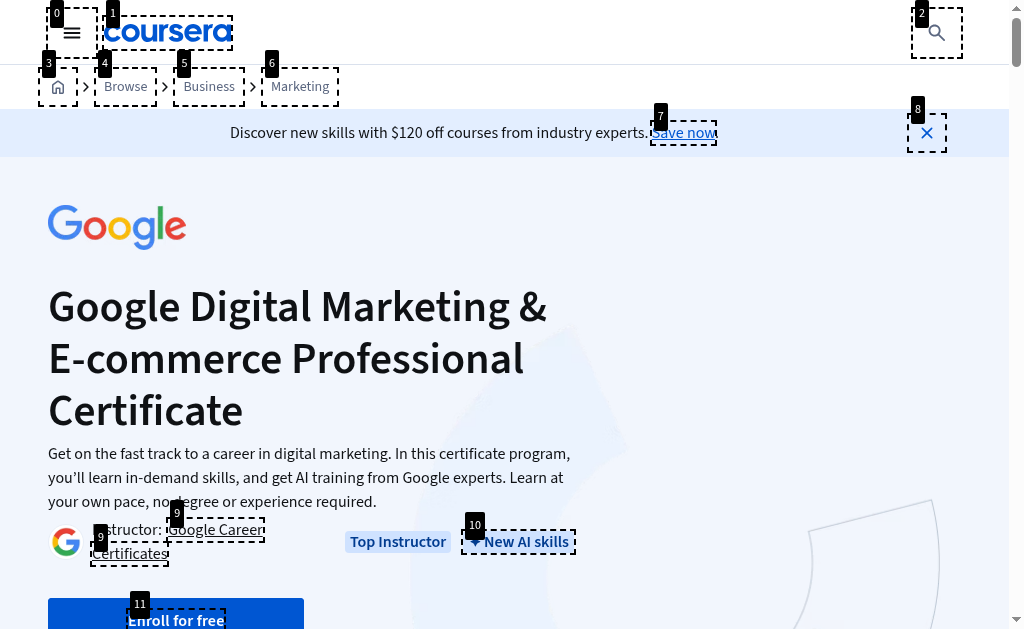 0 1 coursera 2
3 4 Browse 5 Business 6 Marketing
Discover new skills with $120 off courses from industry experts. 7 Save now 8
Google
Google Digital Marketing &
E-commerce Professional
Certificate
Get on the fast track to a career in digital marketing. In this certificate program,
you’ll learn in-demand skills, and get AI training from Google experts. Learn at
your own pace, no degree or experience required.
Instructor: 9 Google Career
9 Certificates
Top Instructor 10 New AI skills
11 Enroll for free